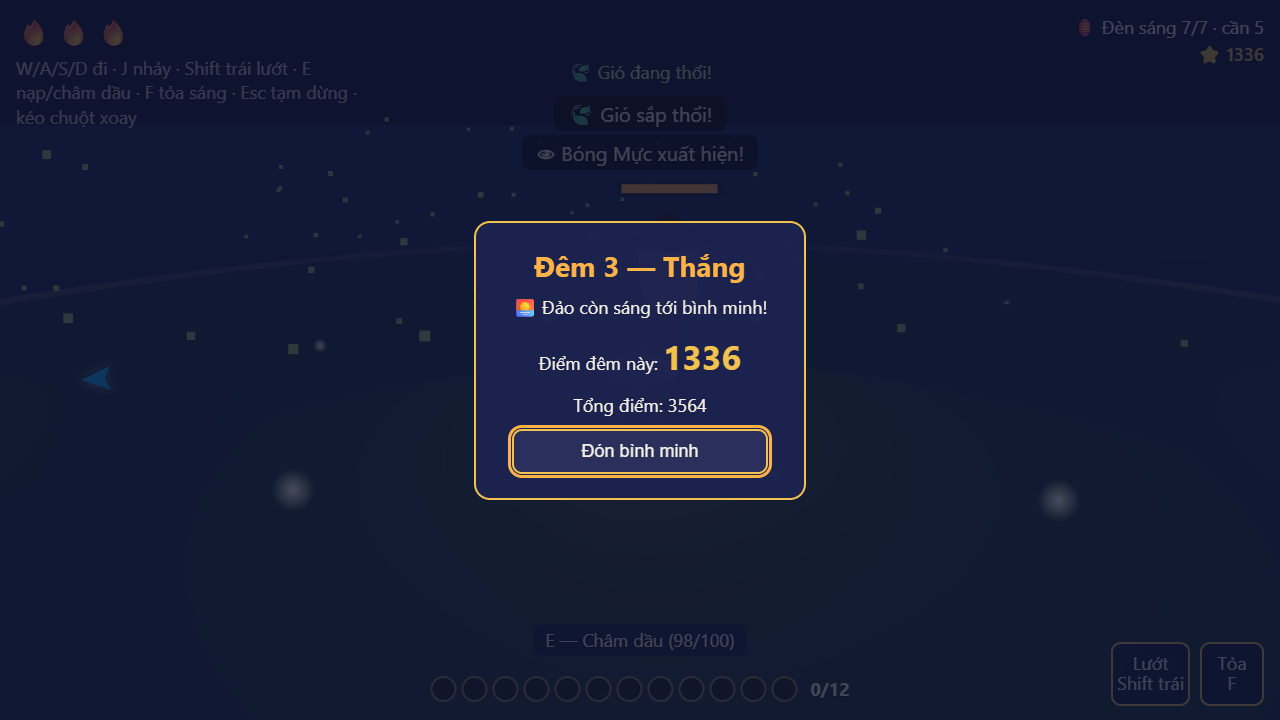 W/A/S/D đi · J nhảy · Shift trái lướt · E
nạp/châm dầu · F tỏa sáng · Esc tạm dừng ·
kéo chuột xoay
Đèn sáng 7/7 · cần 5
1336
Gió đang thổi!
Gió sắp thổi!
Bóng Mực xuất hiện!
Đêm 3 — Thắng
Đảo còn sáng tới bình minh!
Điểm đêm này: 1336
Tổng điểm: 3564
Đón bình minh
E — Châm dầu (98/100)
0/12
Lướt
Shift trái
Tỏa
F